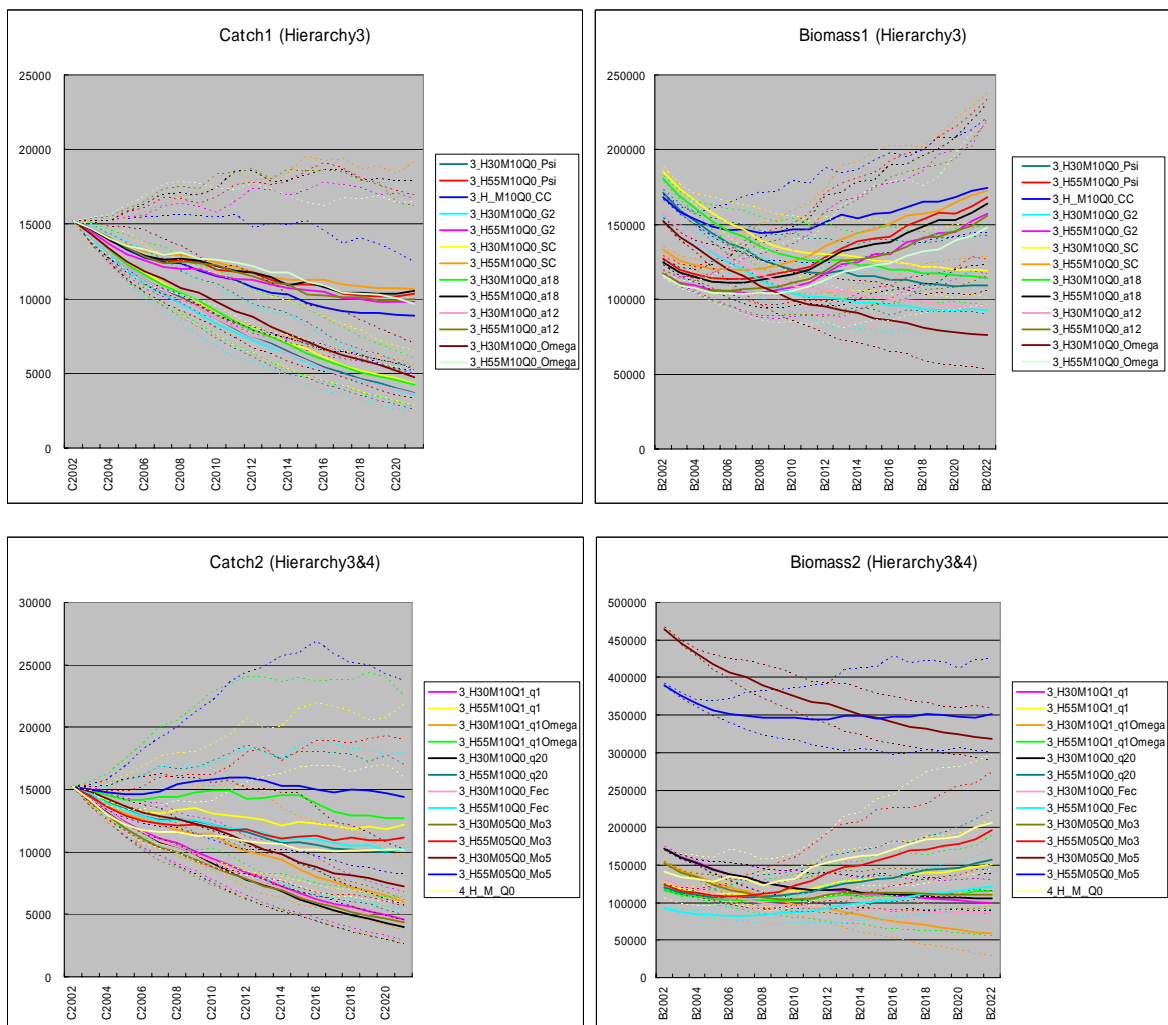 Catch1 (Hierarchy3)
25000
20000
15000
10000
5000
0
C2002
C2004
C2006
C2008
C2010
C2012
C2014
C2016
C2018
C2020
3_H30M10Q0_Psi
3_H55M10Q0_Psi
3_H_M10Q0_CC
3_H30M10Q0_G2
3_H55M10Q0_G2
3_H30M10Q0_SC
3_H55M10Q0_SC
3_H30M10Q0_a18
3_H55M10Q0_a18
3_H30M10Q0_a12
3_H55M10Q0_a12
3_H30M10Q0_Omega
3_H55M10Q0_Omega
Biomass1 (Hierarchy3)
250000
200000
150000
100000
50000
0
B2002
B2004
B2006
B2008
B2010
B2012
B2014
B2016
B2018
B2020
B2022
3_H30M10Q0_Psi
3_H55M10Q0_Psi
3_H_M10Q0_CC
3_H30M10Q0_G2
3_H55M10Q0_G2
3_H30M10Q0_SC
3_H55M10Q0_SC
3_H30M10Q0_a18
3_H55M10Q0_a18
3_H30M10Q0_a12
3_H55M10Q0_a12
3_H30M10Q0_Omega
3_H55M10Q0_Omega
Catch2 (Hierarchy3&4)
30000
25000
20000
15000
10000
5000
0
C2002
C2004
C2006
C2008
C2010
C2012
C2014
C2016
C2018
C2020
3_H30M10Q1_q1
3_H55M10Q1_q1
3_H30M10Q1_q1Omega
3_H55M10Q1_q1Omega
3_H30M10Q0_q20
3_H55M10Q0_q20
3_H30M10Q0_Fec
3_H55M10Q0_Fec
3_H30M05Q0_Mo3
3_H55M05Q0_Mo3
3_H30M05Q0_Mo5
3_H55M05Q0_Mo5
4_H_M_Q0
Biomass2 (Hierarchy3&4)
500000
450000
400000
350000
300000
250000
200000
150000
100000
50000
0
B2002
B2004
B2006
B2008
B2010
B2012
B2014
B2016
B2018
B2020
B2022
3_H30M10Q1_q1
3_H55M10Q1_q1
3_H30M10Q1_q1Omega
3_H55M10Q1_q1Omega
3_H30M10Q0_q20
3_H55M10Q0_q20
3_H30M10Q0_Fec
3_H55M10Q0_Fec
3_H30M05Q0_Mo3
3_H55M05Q0_Mo3
3_H30M05Q0_Mo5
3_H55M05Q0_Mo5
4_H_M_Q0